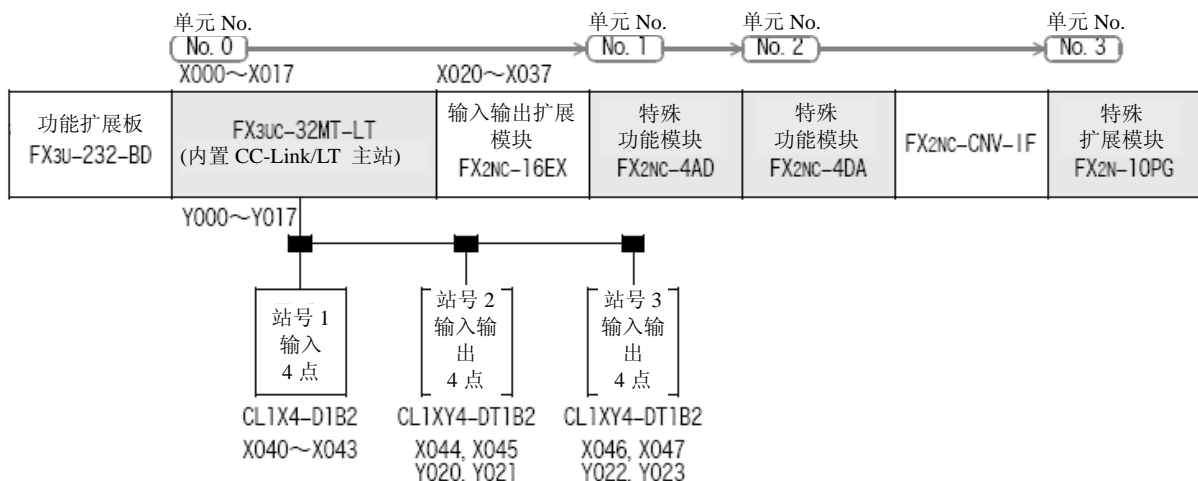 单元 No.
单元 No.
单元 No.
单元 No.
No. 0
No. 1
No. 2
No. 3
X000～X017
X020～X037
功能扩展板
FX3U-232-BD
FX3UC-32MT-LT
(内置 CC-Link/LT 主站)
输入输出扩展
模块
FX2NC-16EX
特殊
功能模块
FX2NC-4AD
特殊
功能模块
FX2NC-4DA
FX2NC-CNV-IF
特殊
扩展模块
FX2N-10PG
Y000～Y017
站号 1
输入
4 点
站号 2
输入输
出
4 点
站号 3
输入输出
4 点
CL1X4-D1B2
X040～X043
CL1XY4-DT1B2
X044, X045
Y020, Y021
CL1XY4-DT1B2
X046, X047
Y022, Y023